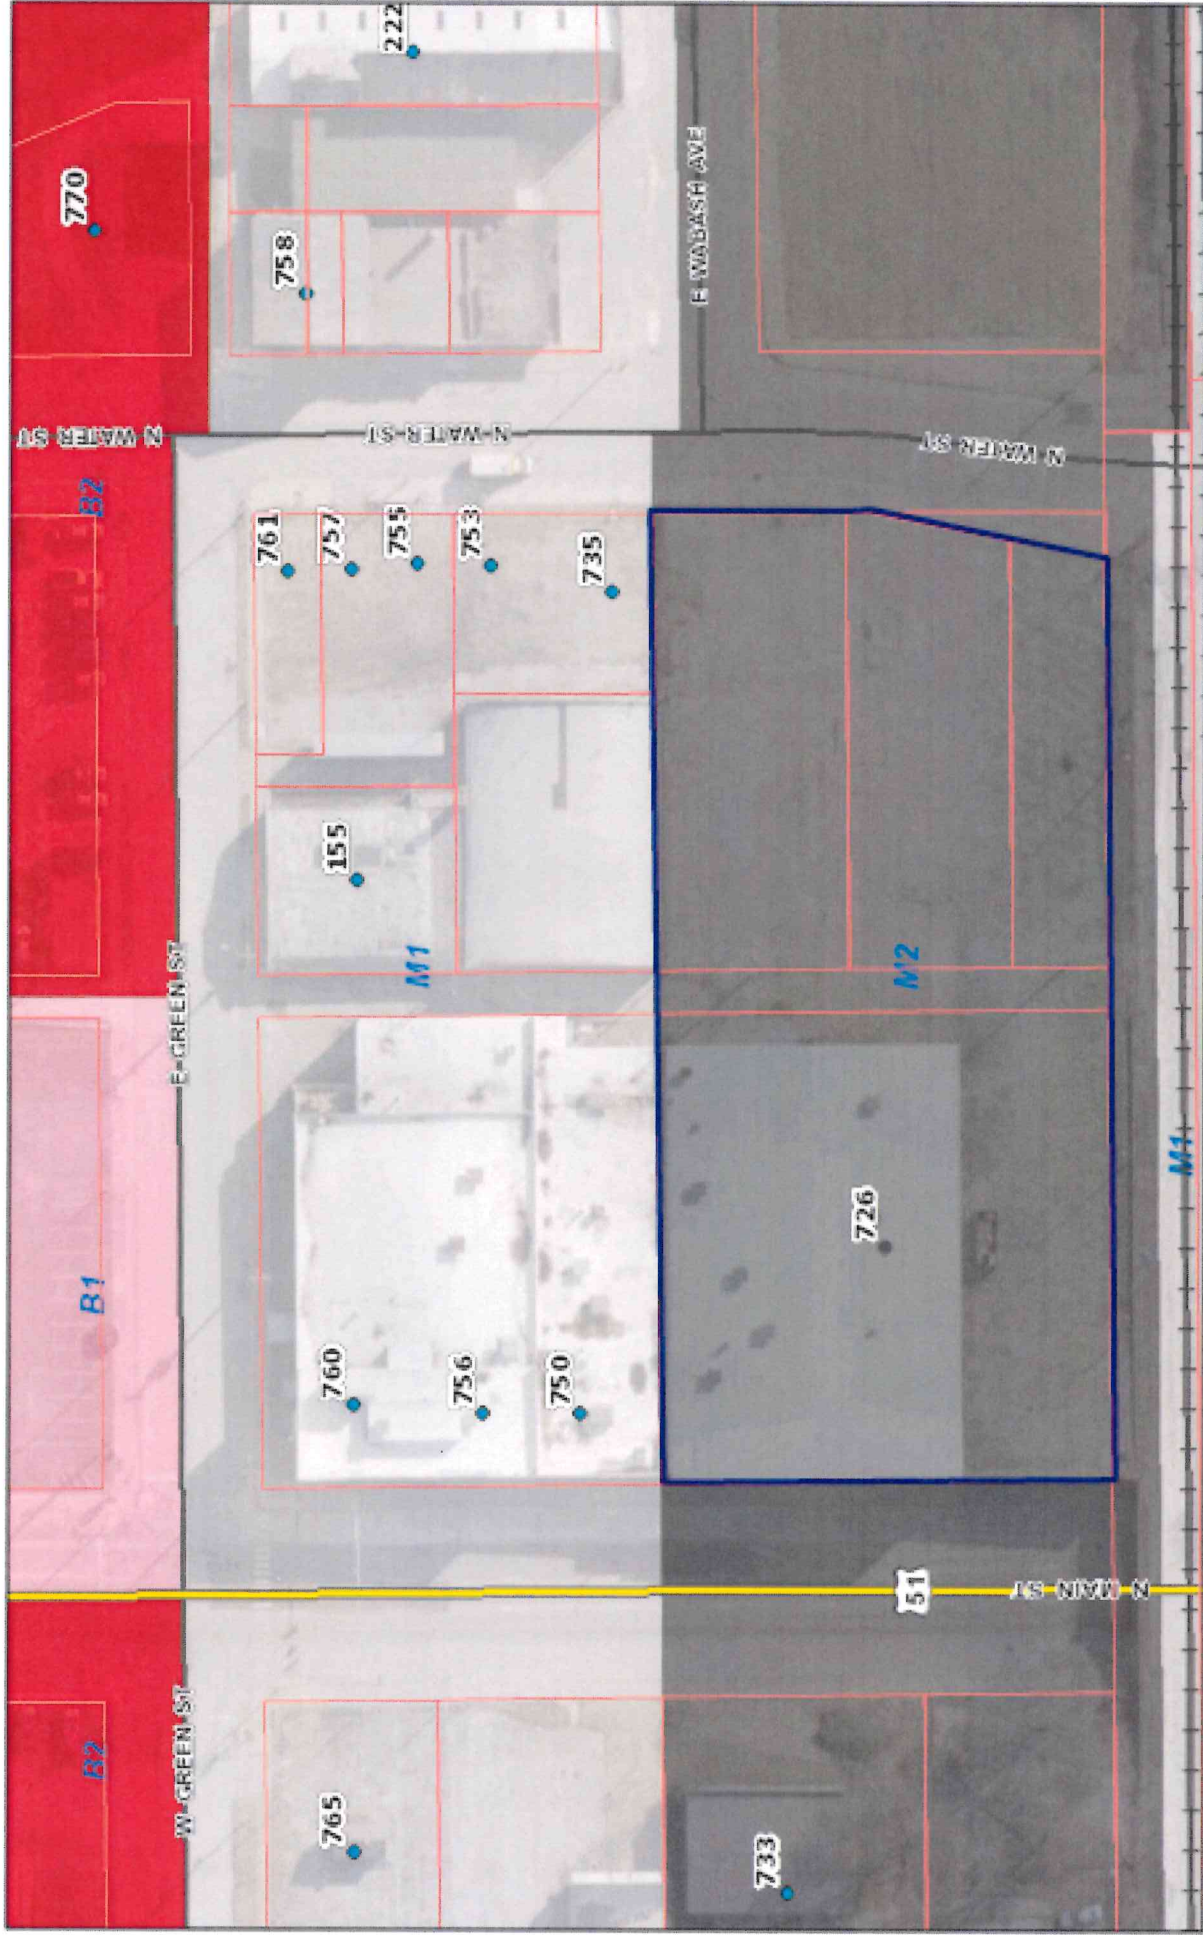 770
222
758
N WATER ST
B2
N WATER ST
E WABASH AVE
N WATER ST
761
757
755
753
735
155
E GREEN ST
M1
M2
B1
760
756
750
726
M1
51
N MAIN ST
B2
W GREEN ST
765
733